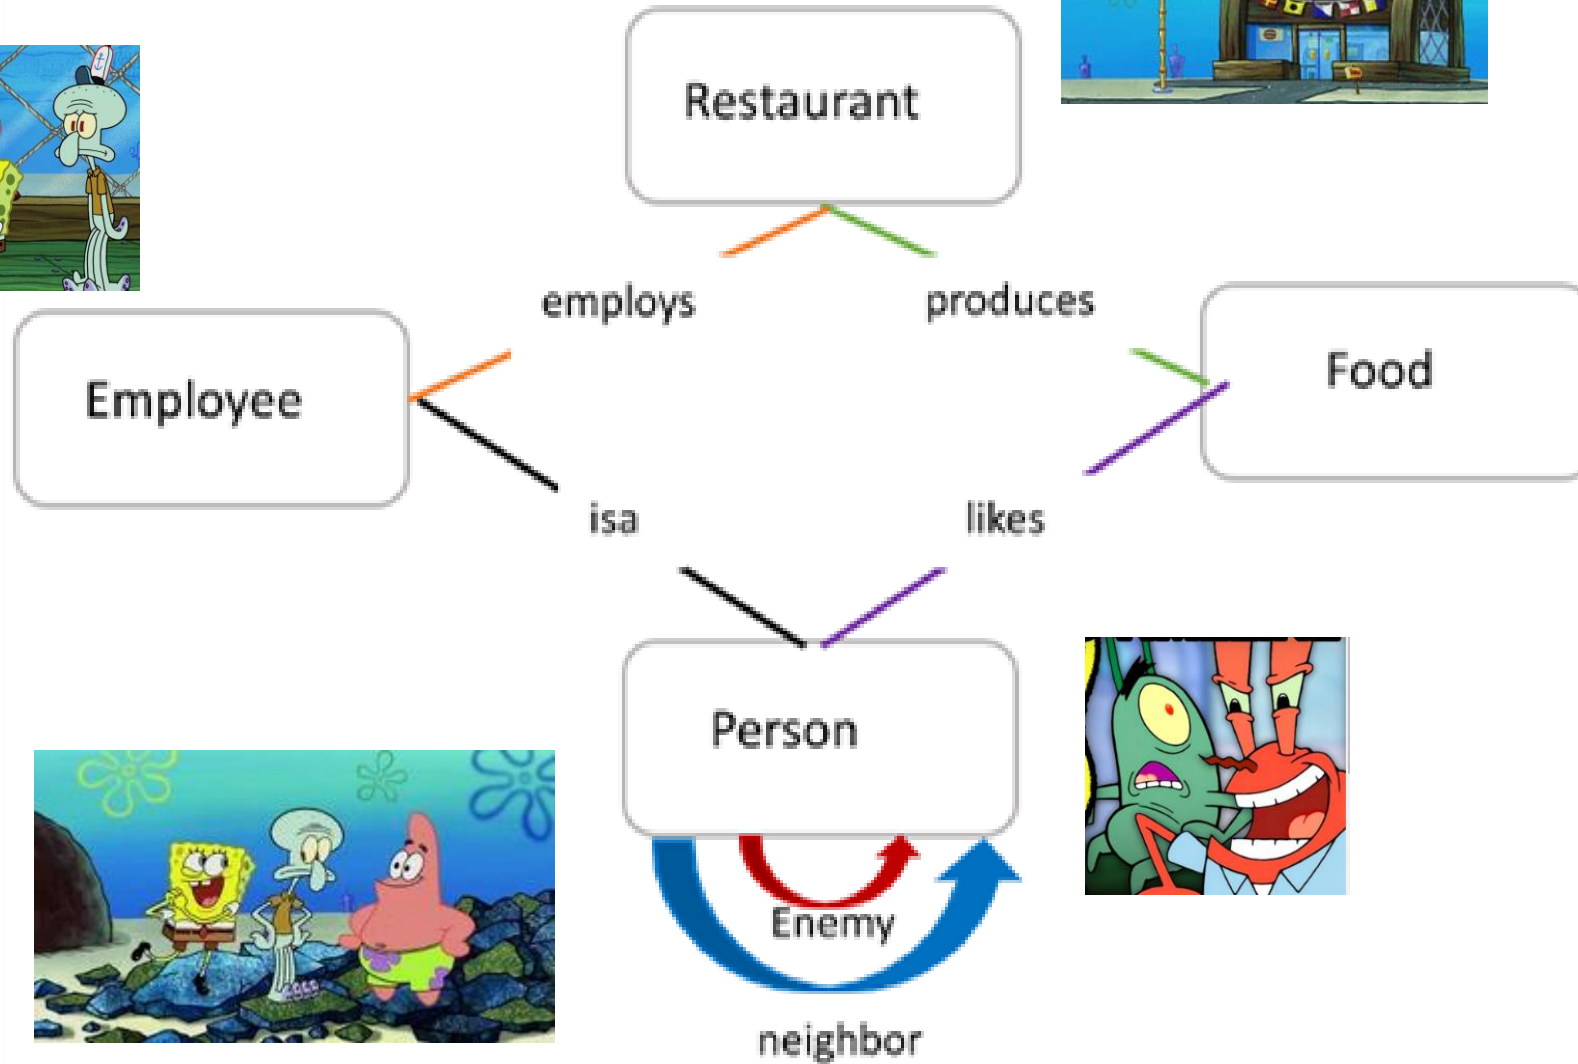 Restaurant
employs
produces
Employee
Food
isa
likes
Person
Enemy
neighbor